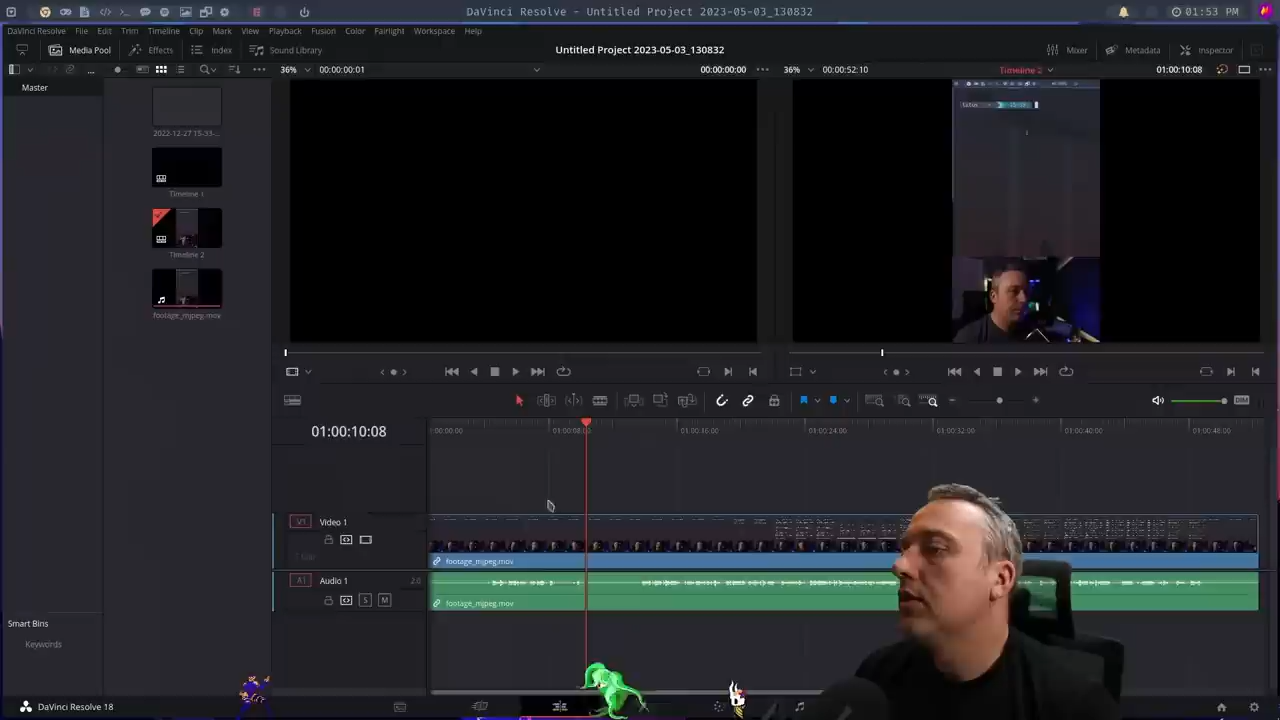 DaVinci Resolve - Untitled Project 2023-05-03_130832
01:53 PM
DaVinci Resolve File Edit Trim Timeline Clip Mark View Playback Fusion Color Fairlight Workspace Help
Media Pool Effects Index Sound Library Untitled Project 2023-05-03_130832 Mixer Metadata Inspector
36% 00:00:00:01 00:00:00:00 36% 00:00:52:10 Timeline 2 01:00:10:08
Master
2022-12-27 15-33-...
Timeline 1
Timeline 2
footage_mjpeg.mov
01:00:10:08
:00:00:00 01:00:08:00 01:00:16:00 01:00:24:00 01:00:32:00 01:00:40:00 01:00:48:00
V1 Video 1
footage_mjpeg.mov
A1 Audio 1 2.0
S M
footage_mjpeg.mov
DIM
Smart Bins
Keywords
DaVinci Resolve 18